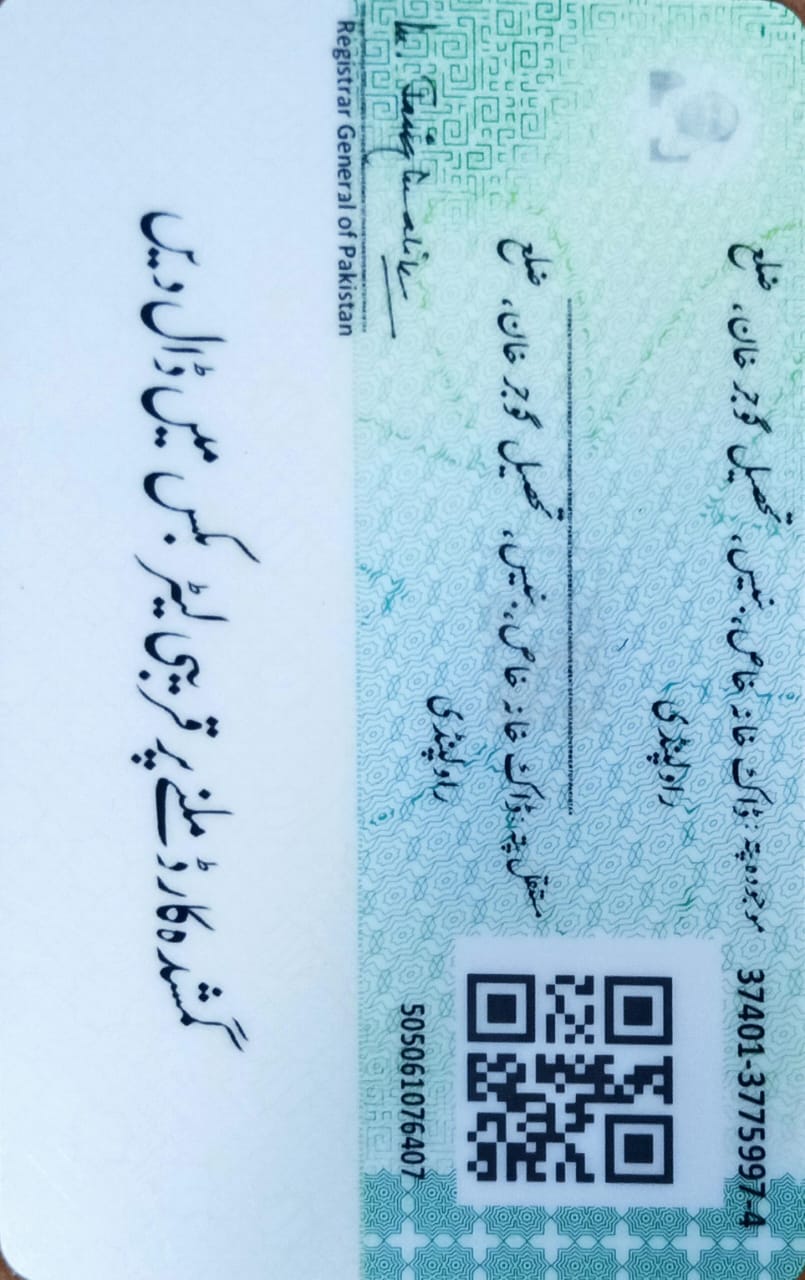 37401-3775997-4
موجودہ پتہ: ڈاک خانہ خاص، نیس، تحصیل گوجر خان، ضلع
راولپنڈی
مستقل پتہ: ڈاک خانہ خاص، نیس، تحصیل گوجر خان، ضلع
راولپنڈی
505061076407
Registrar General of Pakistan
گمشدہ کارڈ ملنے پر قریبی لیٹر بکس میں ڈال دیں